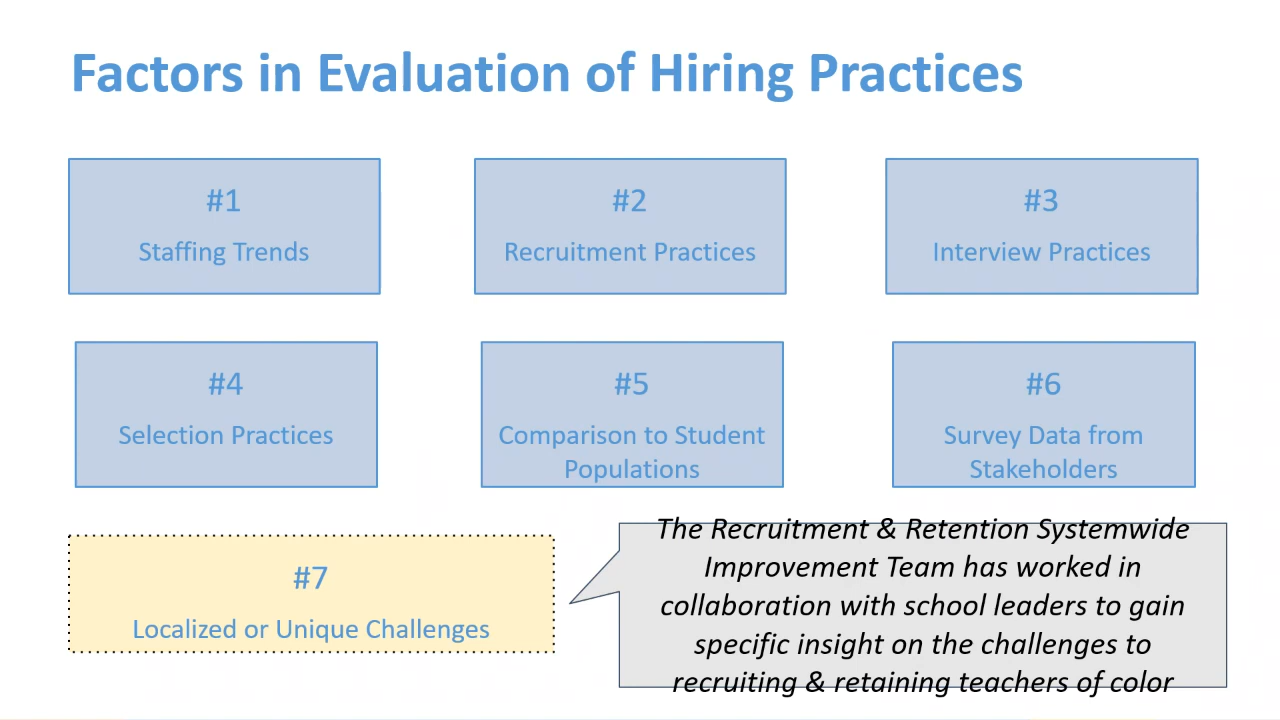 Factors in Evaluation of Hiring Practices
#1
Staffing Trends
#2
Recruitment Practices
#3
Interview Practices
#4
Selection Practices
#5
Comparison to Student
Populations
#6
Survey Data from
Stakeholders
#7
Localized or Unique Challenges
The Recruitment & Retention Systemwide
Improvement Team has worked in
collaboration with school leaders to gain
specific insight on the challenges to
recruiting & retaining teachers of color